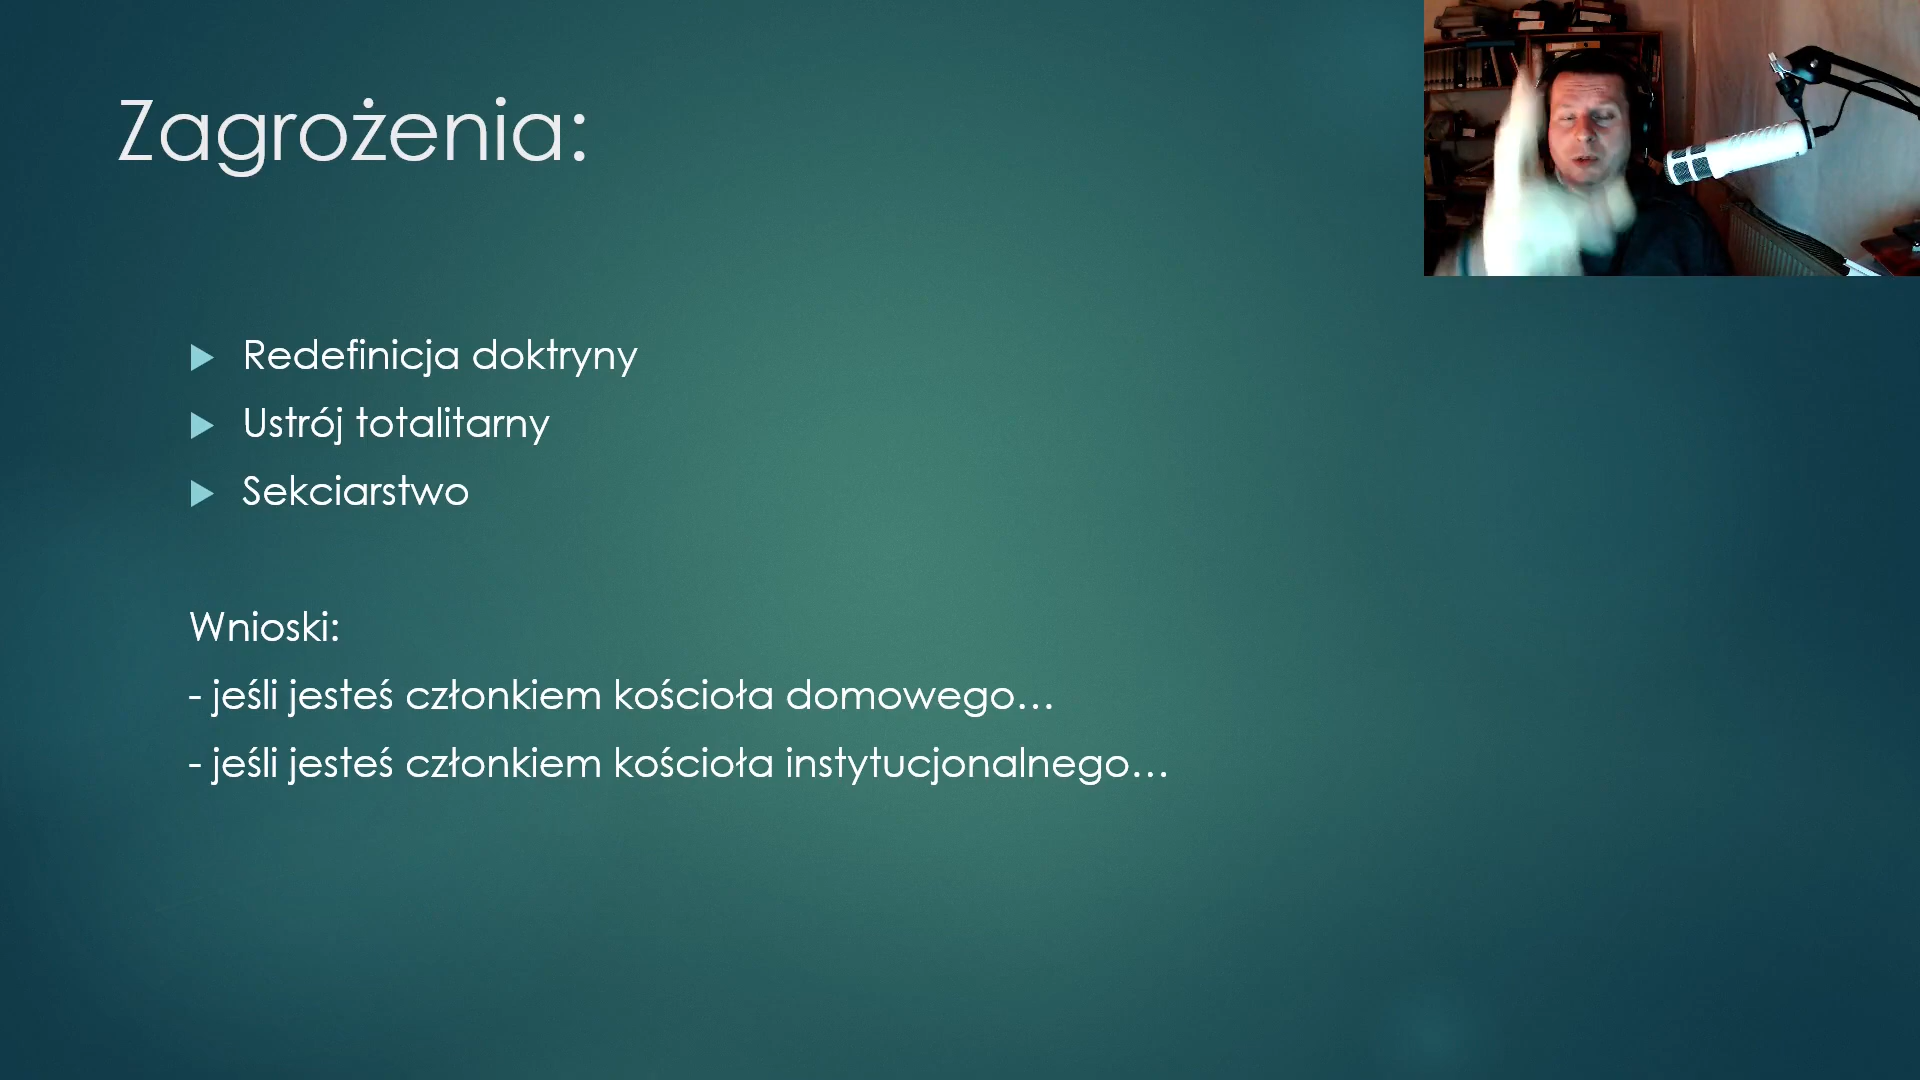 Zagrożenia:
Redefinicja doktryny
Ustrój totalitarny
Sekciarstwo
Wnioski:
- jeśli jesteś członkiem kościoła domowego…
- jeśli jesteś członkiem kościoła instytucjonalnego…